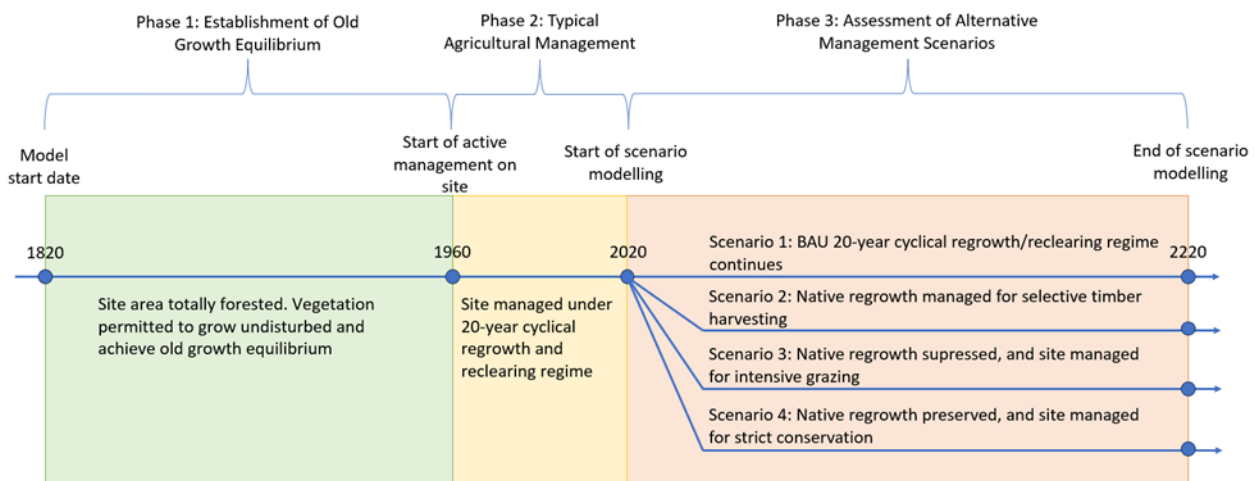 Phase 1: Establishment of Old
Growth Equilibrium
Phase 2: Typical
Agricultural Management
Phase 3: Assessment of Alternative
Management Scenarios
Model
start date
Start of active
management on
site
Start of scenario
modelling
End of scenario
modelling
1820
1960
2020
2220
Site area totally forested. Vegetation
permitted to grow undisturbed and
achieve old growth equilibrium
Site managed under
20-year cyclical
regrowth and
reclearing regime
Scenario 1: BAU 20-year cyclical regrowth/reclearing regime
continues
Scenario 2: Native regrowth managed for selective timber
harvesting
Scenario 3: Native regrowth supressed, and site managed
for intensive grazing
Scenario 4: Native regrowth preserved, and site managed
for strict conservation